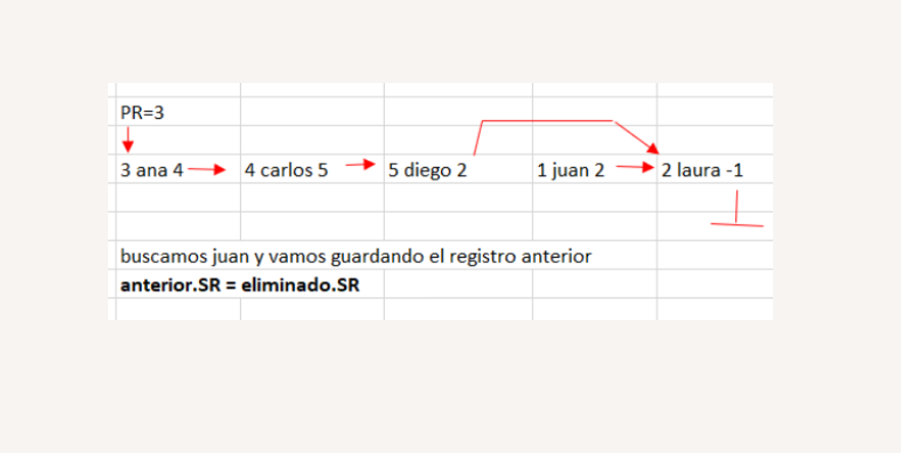 PR=3
3 ana 4 4 carlos 5 5 diego 2 1 juan 2 2 laura -1
buscamos juan y vamos guardando el registro anterior
anterior.SR = eliminado.SR